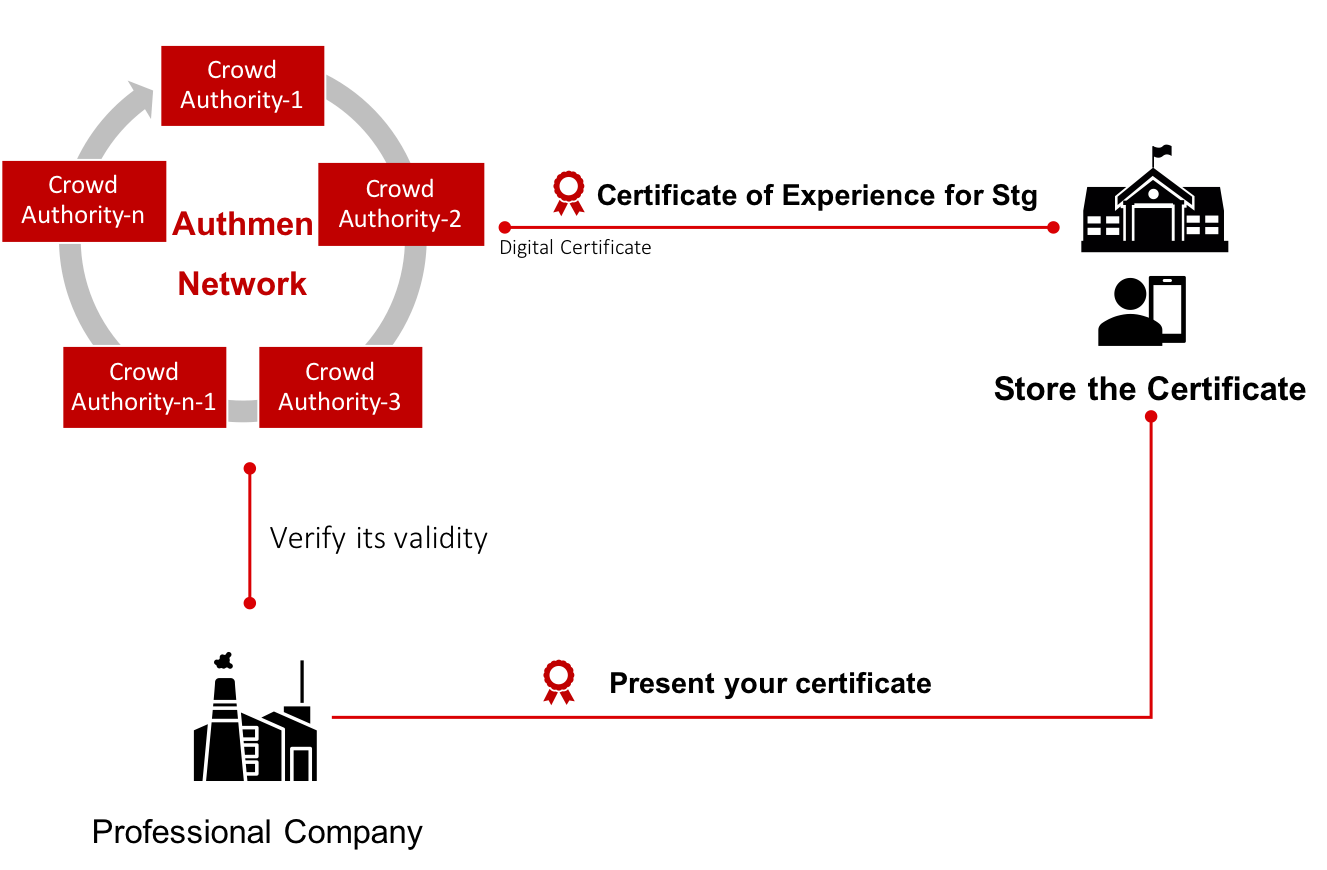 Crowd
Authority-1
Crowd
Authority-n
Crowd
Authority-2
Authmen
Network
Crowd
Authority-n-1
Crowd
Authority-3
Certificate of Experience for Stg
Digital Certificate
Store the Certificate
Verify its validity
Present your certificate
Professional Company